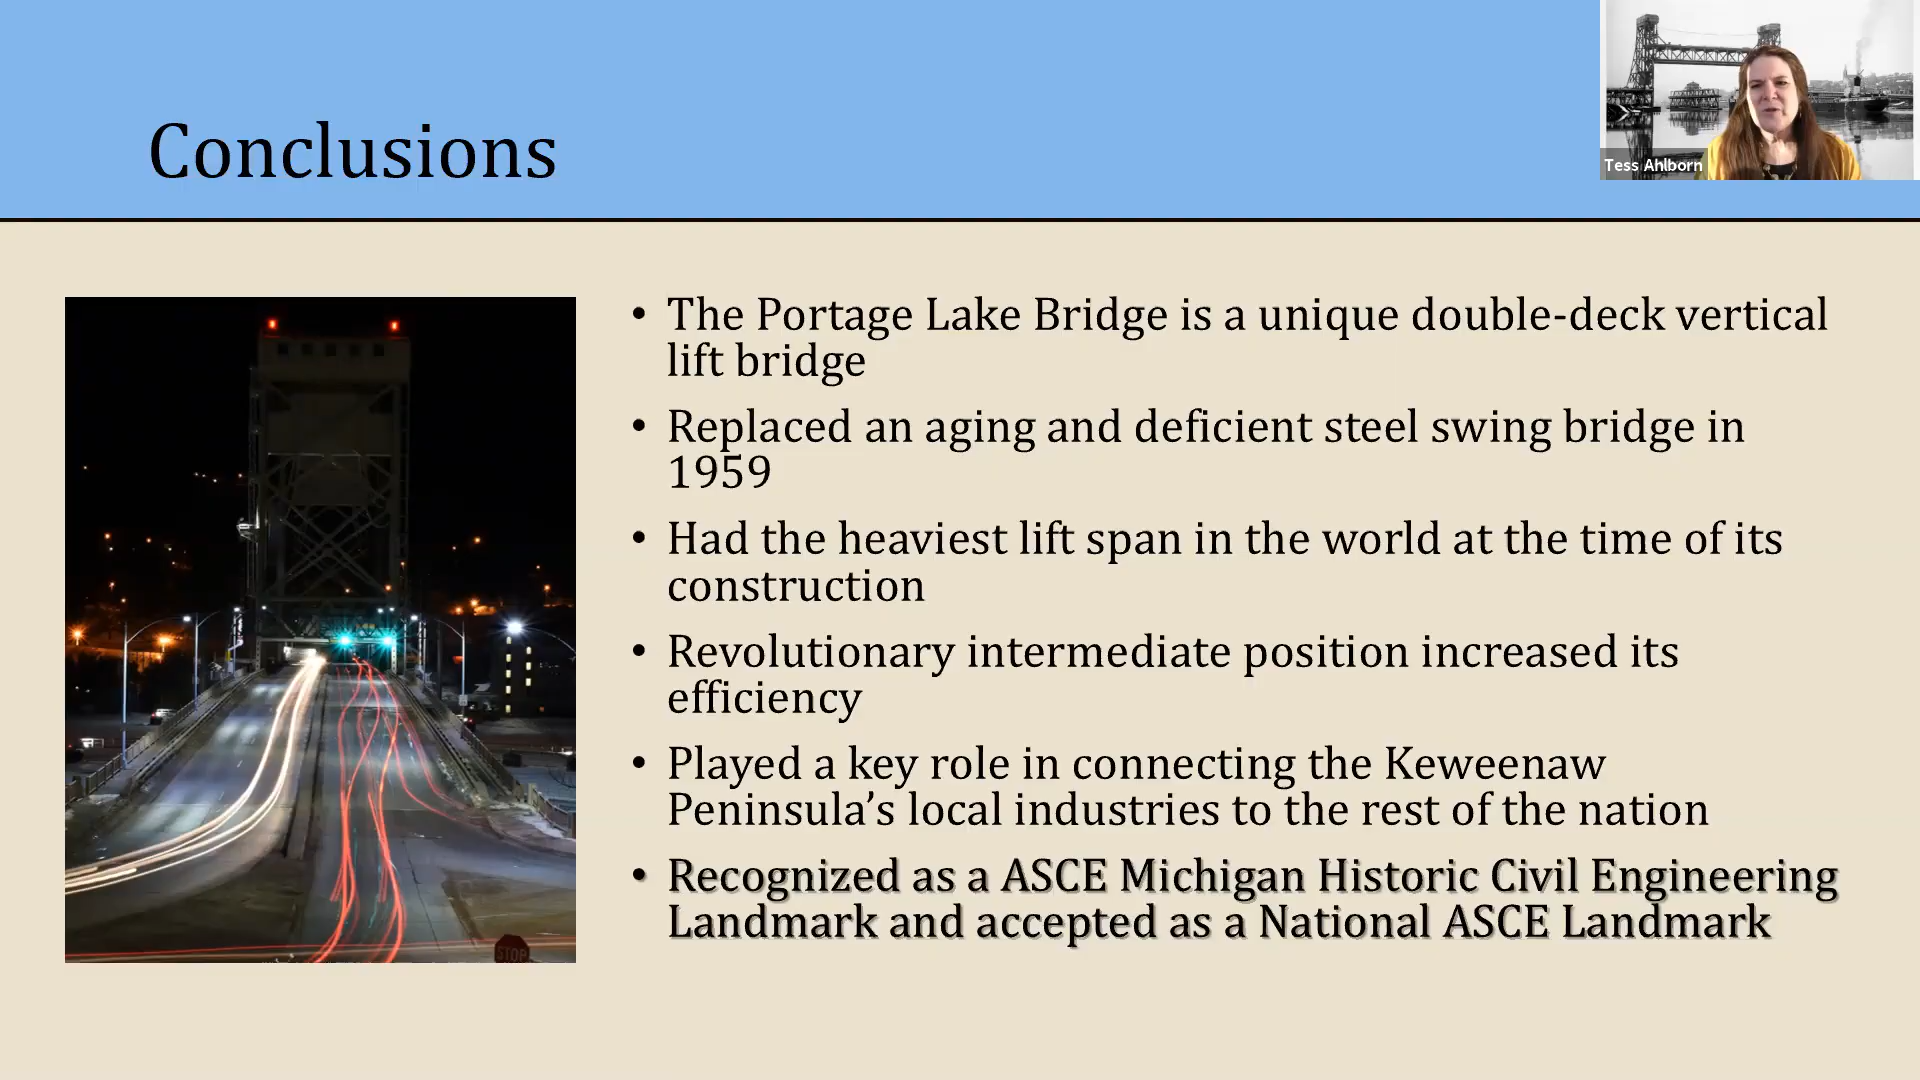 Conclusions
Tess Ahlborn
• The Portage Lake Bridge is a unique double-deck vertical
lift bridge
• Replaced an aging and deficient steel swing bridge in
1959
• Had the heaviest lift span in the world at the time of its
construction
• Revolutionary intermediate position increased its
efficiency
• Played a key role in connecting the Keweenaw
Peninsula’s local industries to the rest of the nation
• Recognized as a ASCE Michigan Historic Civil Engineering
Landmark and accepted as a National ASCE Landmark
STOP